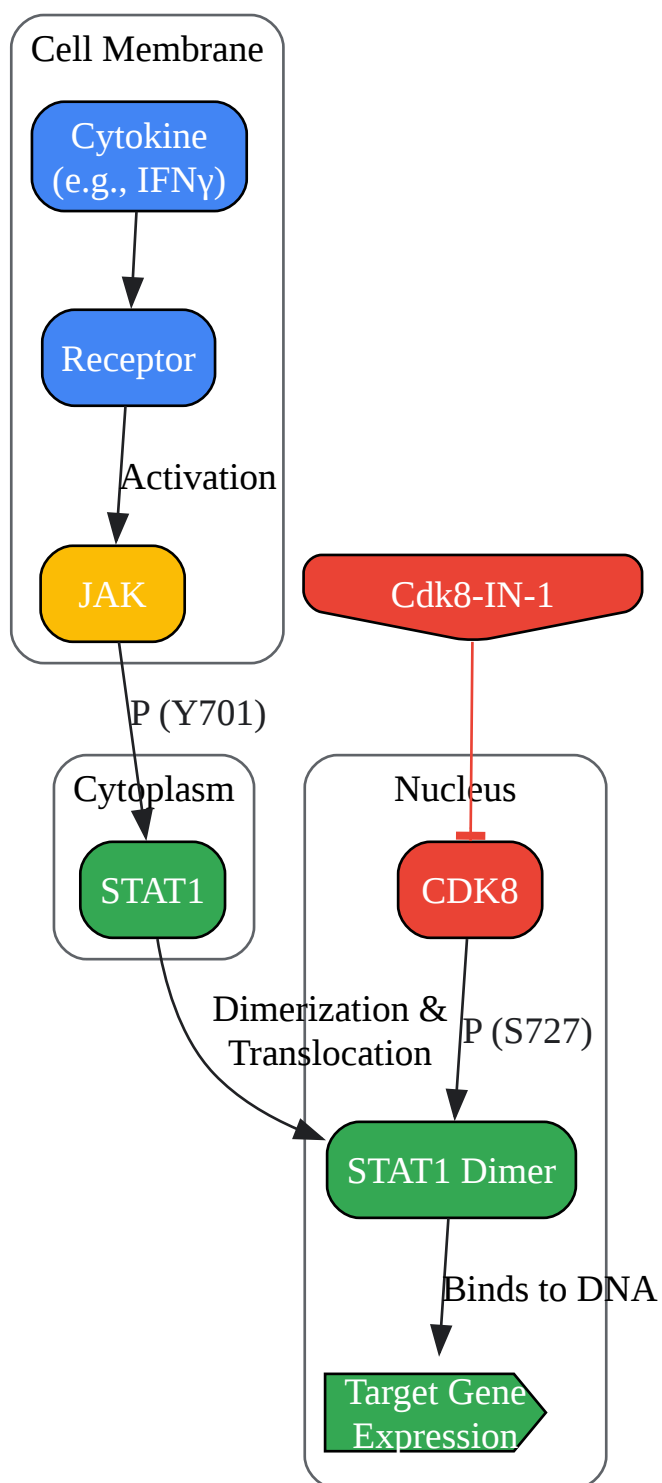 Cell Membrane
Cytokine
(e.g., IFNγ)
Receptor
Activation
JAK
Cdk8-IN-1
P (Y701)
Cytoplasm
Nucleus
STAT1
CDK8
Dimerization &
Translocation
P (S727)
STAT1 Dimer
Binds to DNA
Target Gene
Expression